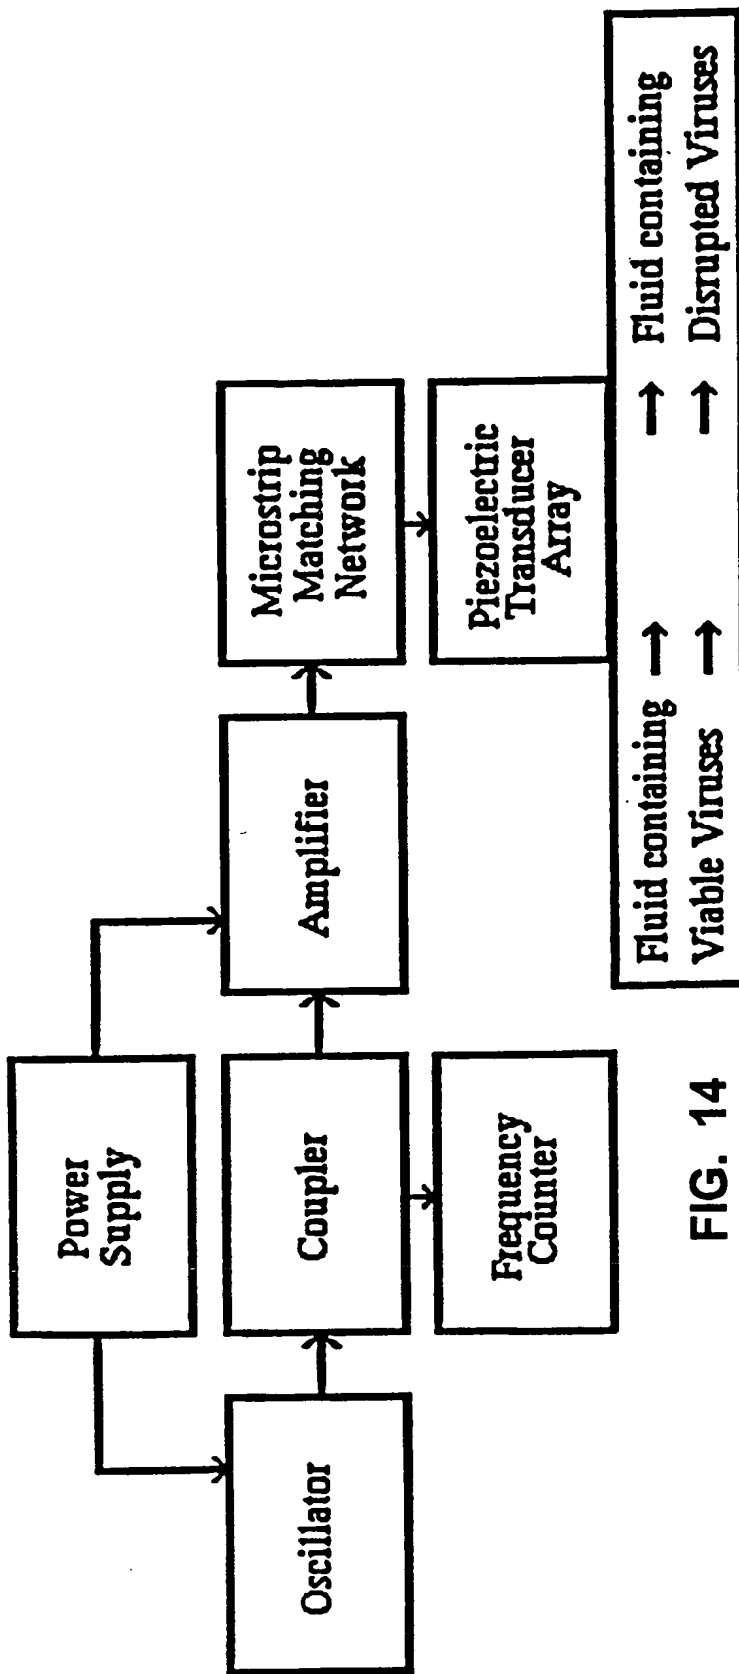 Power
Supply
Oscillator
Coupler
Amplifier
Microstrip
Matching
Network
Frequency
Counter
Piezoelectric
Transducer
Array
Fluid containing → → Fluid containing
Viable Viruses → → Disrupted Viruses
FIG. 14